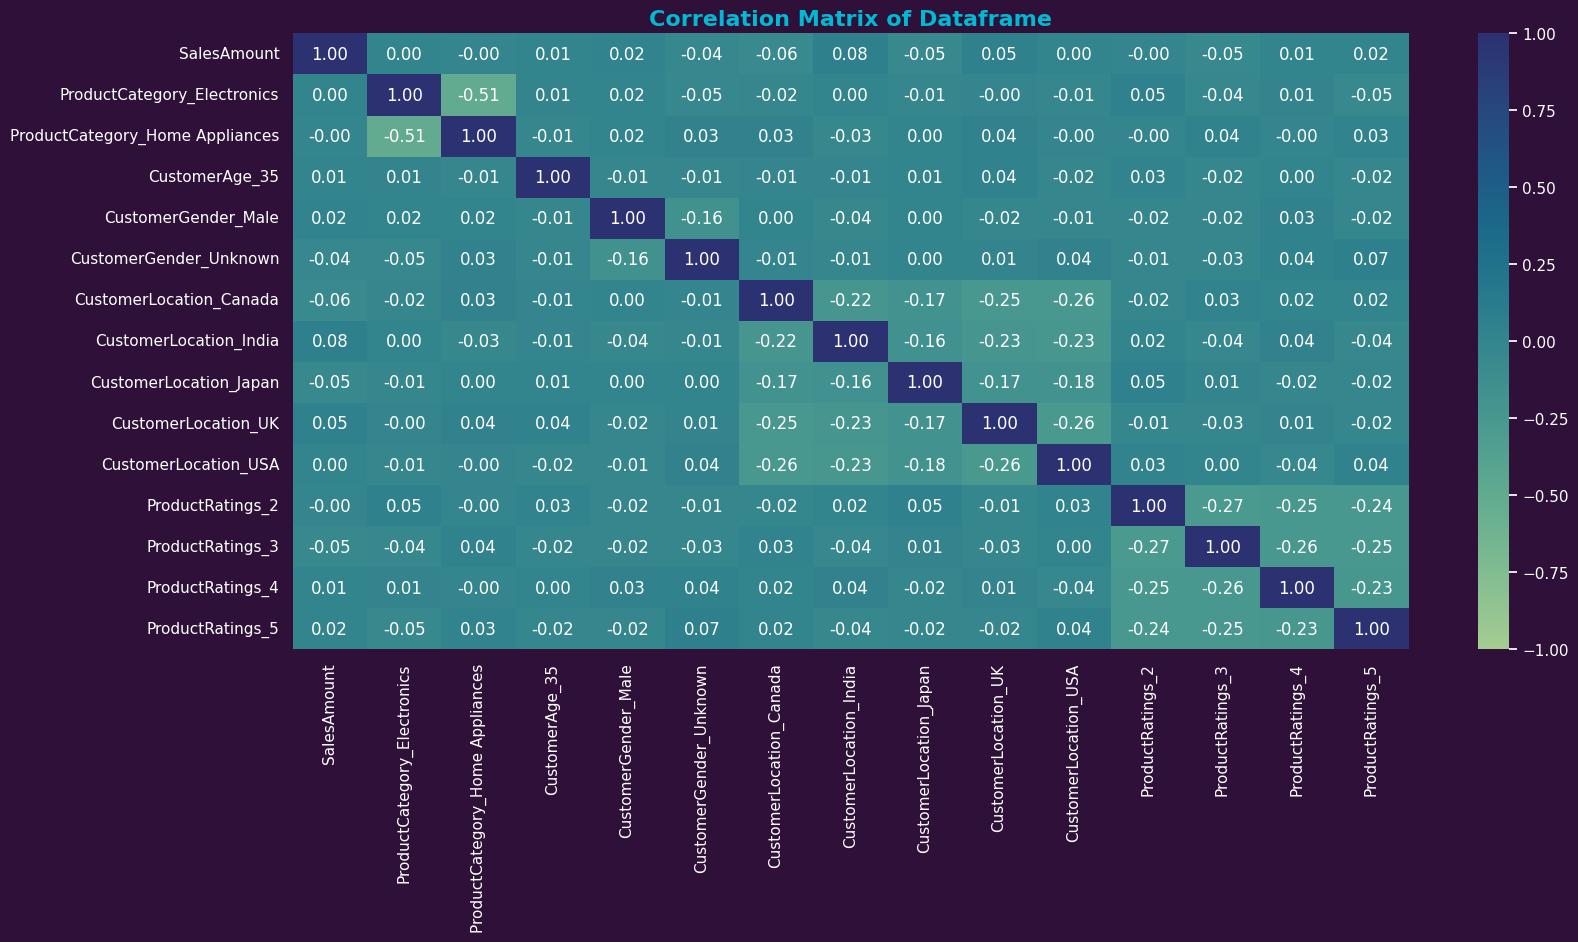 Correlation Matrix of Dataframe
SalesAmount 1.00 0.00 -0.00 0.01 0.02 -0.04 -0.06 0.08 -0.05 0.05 0.00 -0.00 -0.05 0.01 0.02
ProductCategory_Electronics 0.00 1.00 -0.51 0.01 0.02 -0.05 -0.02 0.00 -0.01 -0.00 -0.01 0.05 -0.04 0.01 -0.05
ProductCategory_Home Appliances -0.00 -0.51 1.00 -0.01 0.02 0.03 0.03 -0.03 0.00 0.04 -0.00 -0.00 0.04 -0.00 0.03
CustomerAge_35 0.01 0.01 -0.01 1.00 -0.01 -0.01 -0.01 -0.01 0.01 0.04 -0.02 0.03 -0.02 0.00 -0.02
CustomerGender_Male 0.02 0.02 0.02 -0.01 1.00 -0.16 0.00 -0.04 0.00 -0.02 -0.01 -0.02 -0.02 0.03 -0.02
CustomerGender_Unknown -0.04 -0.05 0.03 -0.01 -0.16 1.00 -0.01 -0.01 0.00 0.01 0.04 -0.01 -0.03 0.04 0.07
CustomerLocation_Canada -0.06 -0.02 0.03 -0.01 0.00 -0.01 1.00 -0.22 -0.17 -0.25 -0.26 -0.02 0.03 0.02 0.02
CustomerLocation_India 0.08 0.00 -0.03 -0.01 -0.04 -0.01 -0.22 1.00 -0.16 -0.23 -0.23 0.02 -0.04 0.04 -0.04
CustomerLocation_Japan -0.05 -0.01 0.00 0.01 0.00 0.00 -0.17 -0.16 1.00 -0.17 -0.18 0.05 0.01 -0.02 -0.02
CustomerLocation_UK 0.05 -0.00 0.04 0.04 -0.02 0.01 -0.25 -0.23 -0.17 1.00 -0.26 -0.01 -0.03 0.01 -0.02
CustomerLocation_USA 0.00 -0.01 -0.00 -0.02 -0.01 0.04 -0.26 -0.23 -0.18 -0.26 1.00 0.03 0.00 -0.04 0.04
ProductRatings_2 -0.00 0.05 -0.00 0.03 -0.02 -0.01 -0.02 0.02 0.05 -0.01 0.03 1.00 -0.27 -0.25 -0.24
ProductRatings_3 -0.05 -0.04 0.04 -0.02 -0.02 -0.03 0.03 -0.04 0.01 -0.03 0.00 -0.27 1.00 -0.26 -0.25
ProductRatings_4 0.01 0.01 -0.00 0.00 0.03 0.04 0.02 0.04 -0.02 0.01 -0.04 -0.25 -0.26 1.00 -0.23
ProductRatings_5 0.02 -0.05 0.03 -0.02 -0.02 0.07 0.02 -0.04 -0.02 -0.02 0.04 -0.24 -0.25 -0.23 1.00
SalesAmount
ProductCategory_Electronics
ProductCategory_Home Appliances
CustomerAge_35
CustomerGender_Male
CustomerGender_Unknown
CustomerLocation_Canada
CustomerLocation_India
CustomerLocation_Japan
CustomerLocation_UK
CustomerLocation_USA
ProductRatings_2
ProductRatings_3
ProductRatings_4
ProductRatings_5
1.00
0.75
0.50
0.25
0.00
−0.25
−0.50
−0.75
−1.00